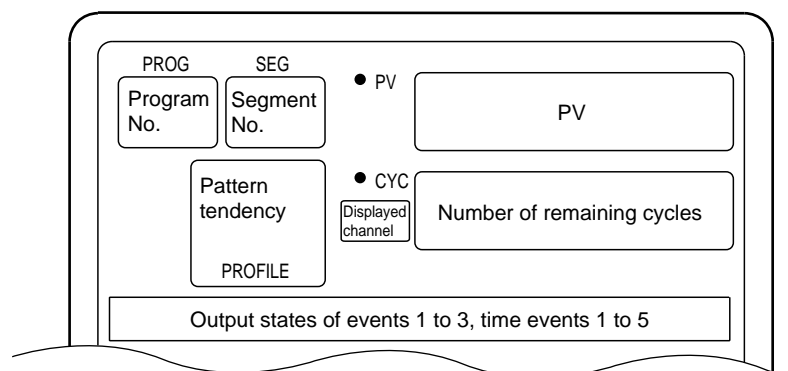 PROG SEG
Program
No.
Segment
No.
PV
PV
Pattern
tendency
PROFILE
CYC
Displayed
channel
Number of remaining cycles
Output states of events 1 to 3, time events 1 to 5